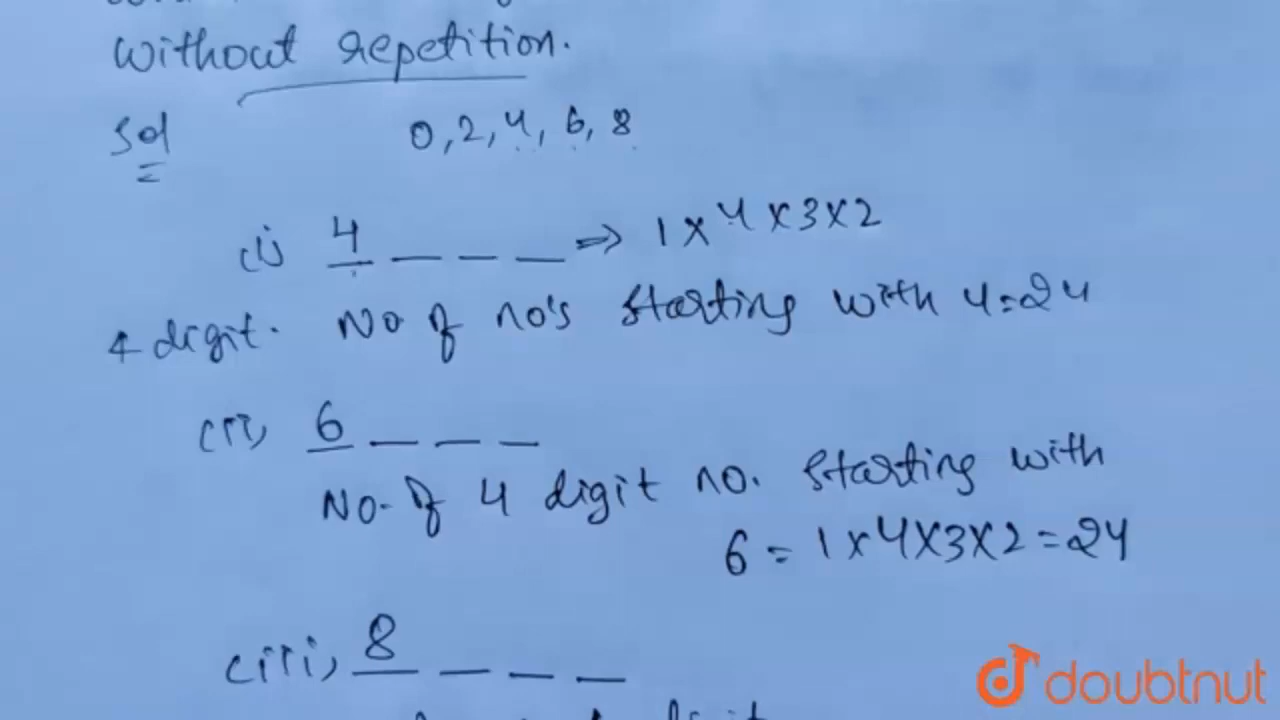 without repetition.
Sol 0, 2, 4, 6, 8
(i) 4 _ _ _ => 1 x 4 x 3 x 2
4 digit. No of no's starting with 4 = 24
(ii) 6 _ _ _
No. of 4 digit no. starting with
6 = 1 x 4 x 3 x 2 = 24
(iii) 8 _ _ _
digit
doubtnut